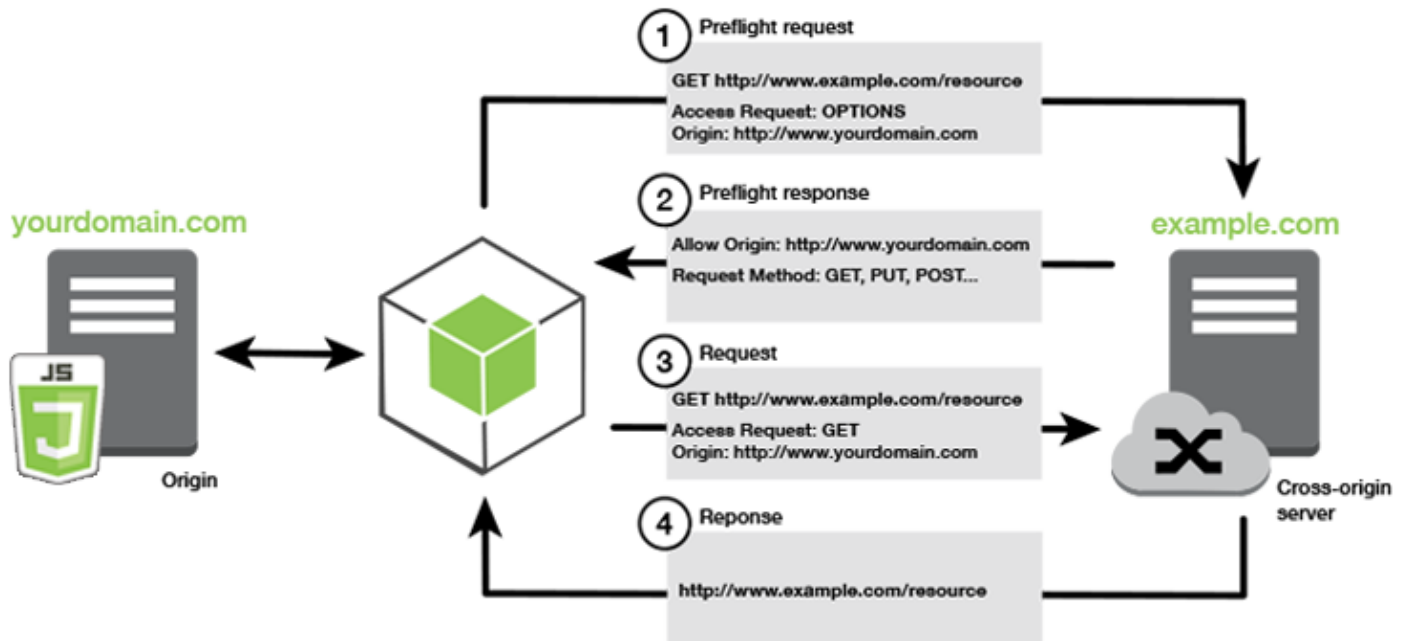 1 Preflight request
GET http://www.example.com/resource
Access Request: OPTIONS
Origin: http://www.yourdomain.com
2 Preflight response
Allow Origin: http://www.yourdomain.com
Request Method: GET, PUT, POST...
yourdomain.com
JS
Origin
example.com
Cross-origin
server
3 Request
GET http://www.example.com/resource
Access Request: GET
Origin: http://www.yourdomain.com
4 Reponse
http://www.example.com/resource